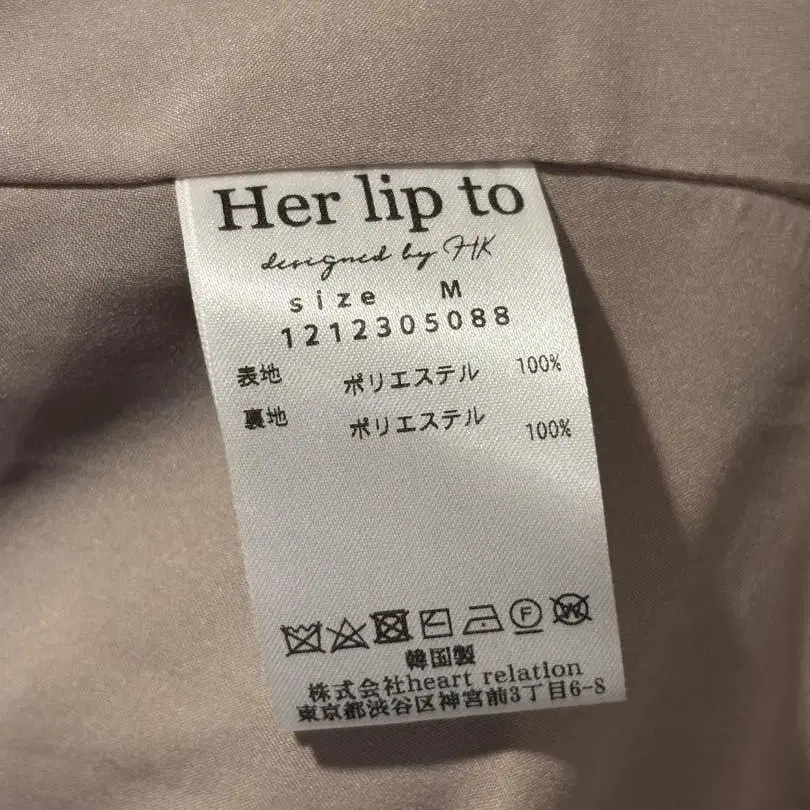 Her lip to
designed by HK
size M
1212305088
表地 ポリエステル 100%
裏地 ポリエステル 100%
F W
韓国製
株式会社heart relation
東京都渋谷区神宮前3丁目6-8